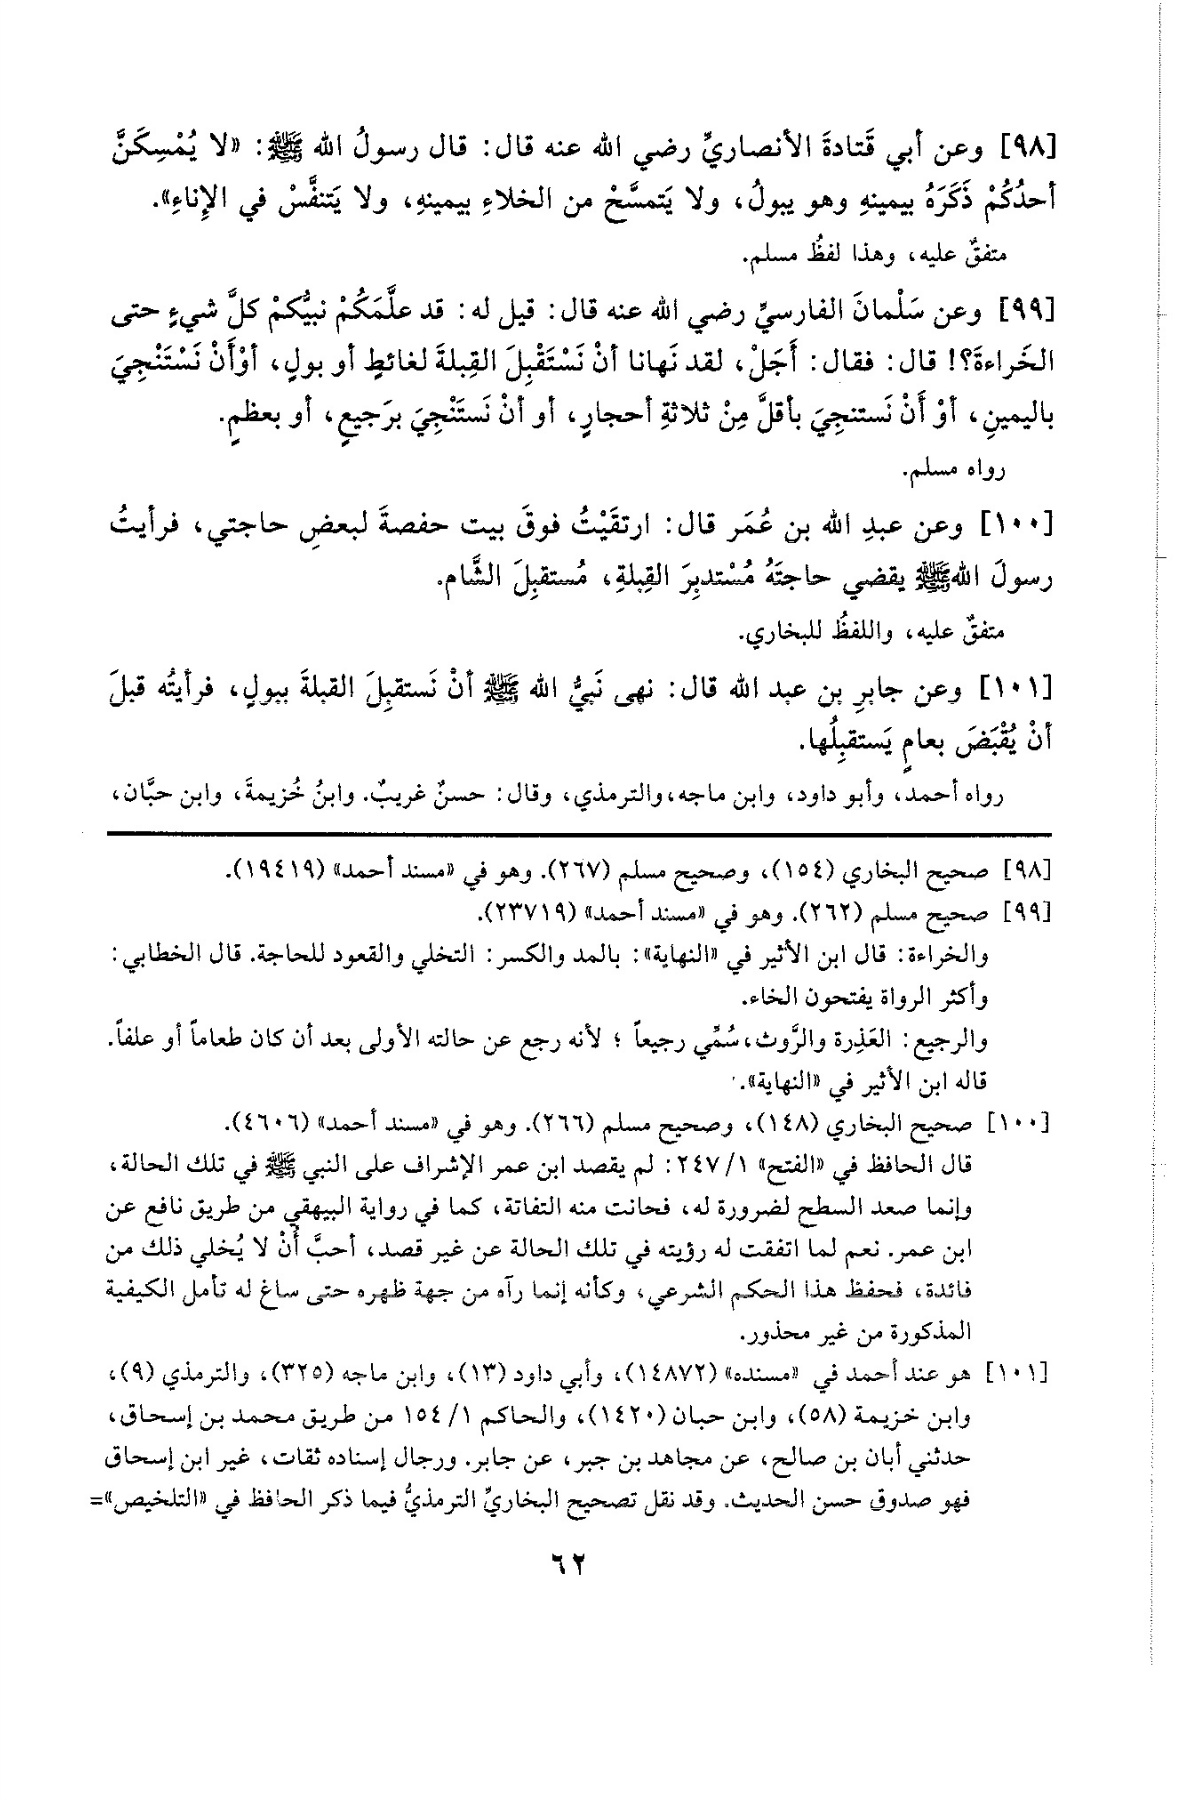 [٩٨] وعن أبي قَتادةَ الأنصاريِّ رضي الله عنه قال: قال رسولُ الله ﷺ: «لا يُمْسِكَنَّ
أحدُكُمْ ذَكَرَهُ بيمينهِ وهو يبولُ، ولا يَتمسَّحْ من الخلاءِ بيمينهِ، ولا يَتنفَّسْ في الإِناءِ».
متفقٌ عليه، وهذا لفظُ مسلم.
[٩٩] وعن سَلْمانَ الفارسيِّ رضي الله عنه قال: قيل له: قد علَّمَكُمْ نبيُّكمْ كلَّ شيءٍ حتى
الخَراءةَ؟! قال: فقال: أَجَلْ، لقد نَهانا أنْ نَسْتَقْبِلَ القِبلةَ لغائطٍ أو بولٍ، أوْأَنْ نَسْتَنْجِيَ
باليمينِ، أوْ أَنْ نَستنجِيَ بأقلَّ مِنْ ثلاثةِ أحجارٍ، أو أنْ نَستَنْجِيَ برَجيعٍ، أو بعظمٍ.
رواه مسلم.
[١٠٠] وعن عبدِ الله بن عُمَر قال: ارتقَيْتُ فوقَ بيت حفصةَ لبعضِ حاجتي، فرأيتُ
رسولَ اللهﷺ يقضي حاجتَهُ مُسْتدبِرَ القِبلةِ، مُستقبِلَ الشَّام.
متفقٌ عليه، واللفظُ للبخاري.
[١٠١] وعن جابرِ بن عبد الله قال: نهى نَبيُّ الله ﷺ أنْ نَستقبِلَ القبلةَ ببولٍ، فرأيتُه قبلَ
أنْ يُقْبَضَ بعامٍ يَستقبِلُها.
رواه أحمد، وأبو داود، وابن ماجه،والترمذي، وقال: حسنٌ غريبٌ. وابنُ خُزيمةَ، وابن حبَّان،
[٩٨] صحيح البخاري (١٥٤)، وصحيح مسلم (٢٦٧). وهو في «مسند أحمد» (١٩٤١٩).
[٩٩] صحيح مسلم (٢٦٢). وهو في «مسند أحمد» (٢٣٧١٩).
والخراءة: قال ابن الأثير في «النهاية»: بالمد والكسر: التخلي والقعود للحاجة. قال الخطابي:
وأكثر الرواة يفتحون الخاء.
والرجيع: العَذِرة والرَّوث،سُمِّي رجيعاً ؛ لأنه رجع عن حالته الأولى بعد أن كان طعاماً أو علفاً.
قاله ابن الأثير في «النهاية».
[١٠٠] صحيح البخاري (١٤٨)، وصحيح مسلم (٢٦٦). وهو في «مسند أحمد» (٤٦٠٦).
قال الحافظ في «الفتح» ١/ ٢٤٧: لم يقصد ابن عمر الإشراف على النبي ﷺ في تلك الحالة،
وإنما صعد السطح لضرورة له، فحانت منه التفاتة، كما في رواية البيهقي من طريق نافع عن
ابن عمر. نعم لما اتفقت له رؤيته في تلك الحالة عن غير قصد، أحبَّ أَنْ لا يُخلي ذلك من
فائدة، فحفظ هذا الحكم الشرعي، وكأنه إنما رآه من جهة ظهره حتى ساغ له تأمل الكيفية
المذكورة من غير محذور.
[١٠١] هو عند أحمد في «مسنده» (١٤٨٧٢)، وأبي داود (١٣)، وابن ماجه (٣٢٥)، والترمذي (٩)،
وابن خزيمة (٥٨)، وابن حبان (١٤٢٠)، والحاكم ١/ ١٥٤ من طريق محمد بن إسحاق،
حدثني أبان بن صالح، عن مجاهد بن جبر، عن جابر. ورجال إسناده ثقات، غير ابن إسحاق
فهو صدوق حسن الحديث. وقد نقل تصحيح البخاريِّ الترمذيُّ فيما ذكر الحافظ في «التلخيص»=
٦٢